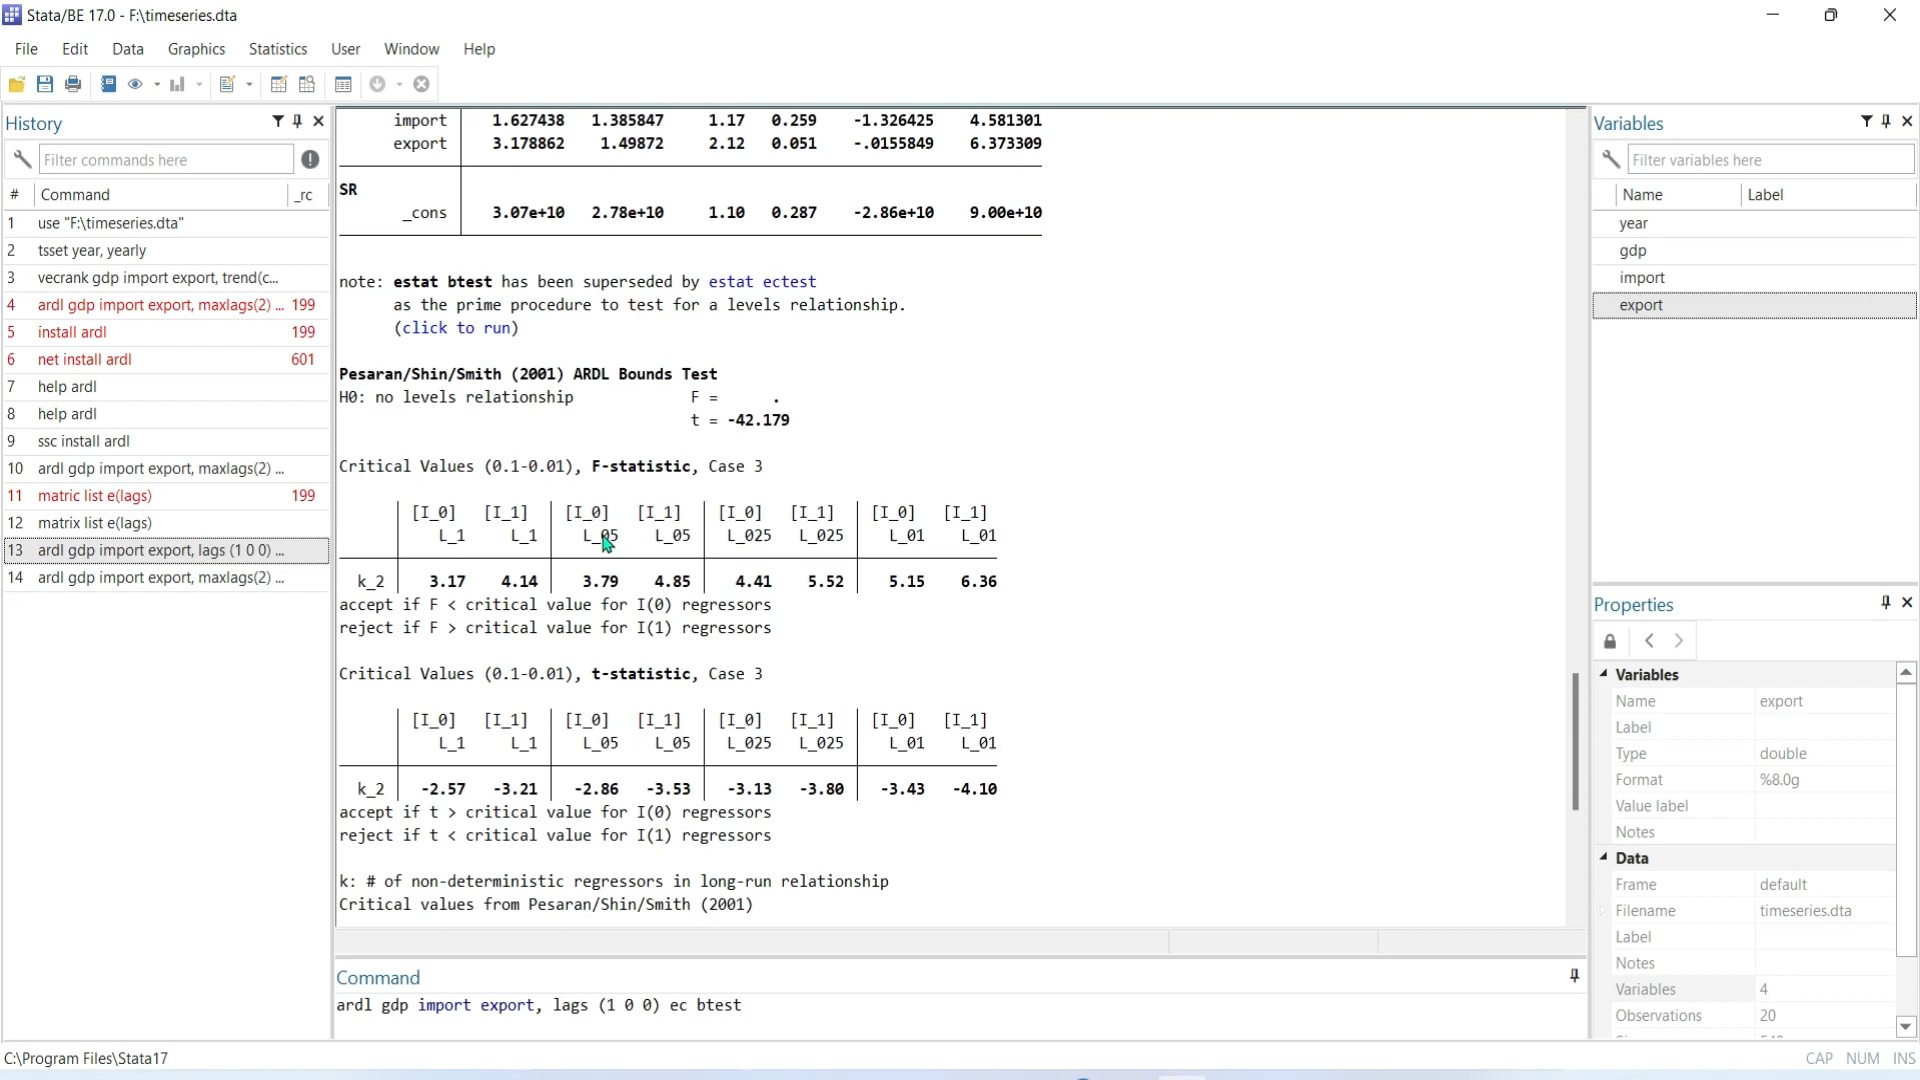 Stata/BE 17.0 - F:\timeseries.dta
File Edit Data Graphics Statistics User Window Help
History
Filter commands here
# Command _rc
1 use "F:\timeseries.dta"
2 tsset year, yearly
3 vecrank gdp import export, trend(c...
4 ardl gdp import export, maxlags(2) ... 199
5 install ardl 199
6 net install ardl 601
7 help ardl
8 help ardl
9 ssc install ardl
10 ardl gdp import export, maxlags(2) ...
11 matric list e(lags) 199
12 matrix list e(lags)
13 ardl gdp import export, lags (1 0 0) ...
14 ardl gdp import export, maxlags(2) ...
import 1.627438 1.385847 1.17 0.259 -1.326425 4.581301
export 3.178862 1.49872 2.12 0.051 -.0155849 6.373309
SR
_cons 3.07e+10 2.78e+10 1.10 0.287 -2.86e+10 9.00e+10
note: estat btest has been superseded by estat ectest
as the prime procedure to test for a levels relationship.
(click to run)
Pesaran/Shin/Smith (2001) ARDL Bounds Test
H0: no levels relationship F = .
t = -42.179
Critical Values (0.1-0.01), F-statistic, Case 3
[I_0] [I_1] [I_0] [I_1] [I_0] [I_1] [I_0] [I_1]
L_1 L_1 L_05 L_05 L_025 L_025 L_01 L_01
k_2 3.17 4.14 3.79 4.85 4.41 5.52 5.15 6.36
accept if F < critical value for I(0) regressors
reject if F > critical value for I(1) regressors
Critical Values (0.1-0.01), t-statistic, Case 3
[I_0] [I_1] [I_0] [I_1] [I_0] [I_1] [I_0] [I_1]
L_1 L_1 L_05 L_05 L_025 L_025 L_01 L_01
k_2 -2.57 -3.21 -2.86 -3.53 -3.13 -3.80 -3.43 -4.10
accept if t > critical value for I(0) regressors
reject if t < critical value for I(1) regressors
k: # of non-deterministic regressors in long-run relationship
Critical values from Pesaran/Shin/Smith (2001)
Command
ardl gdp import export, lags (1 0 0) ec btest
Variables
Filter variables here
Name Label
year
gdp
import
export
Properties
Variables
Name export
Label
Type double
Format %8.0g
Value label
Notes
Data
Frame default
Filename timeseries.dta
Label
Notes
Variables 4
Observations 20
C:\Program Files\Stata17
CAP NUM INS